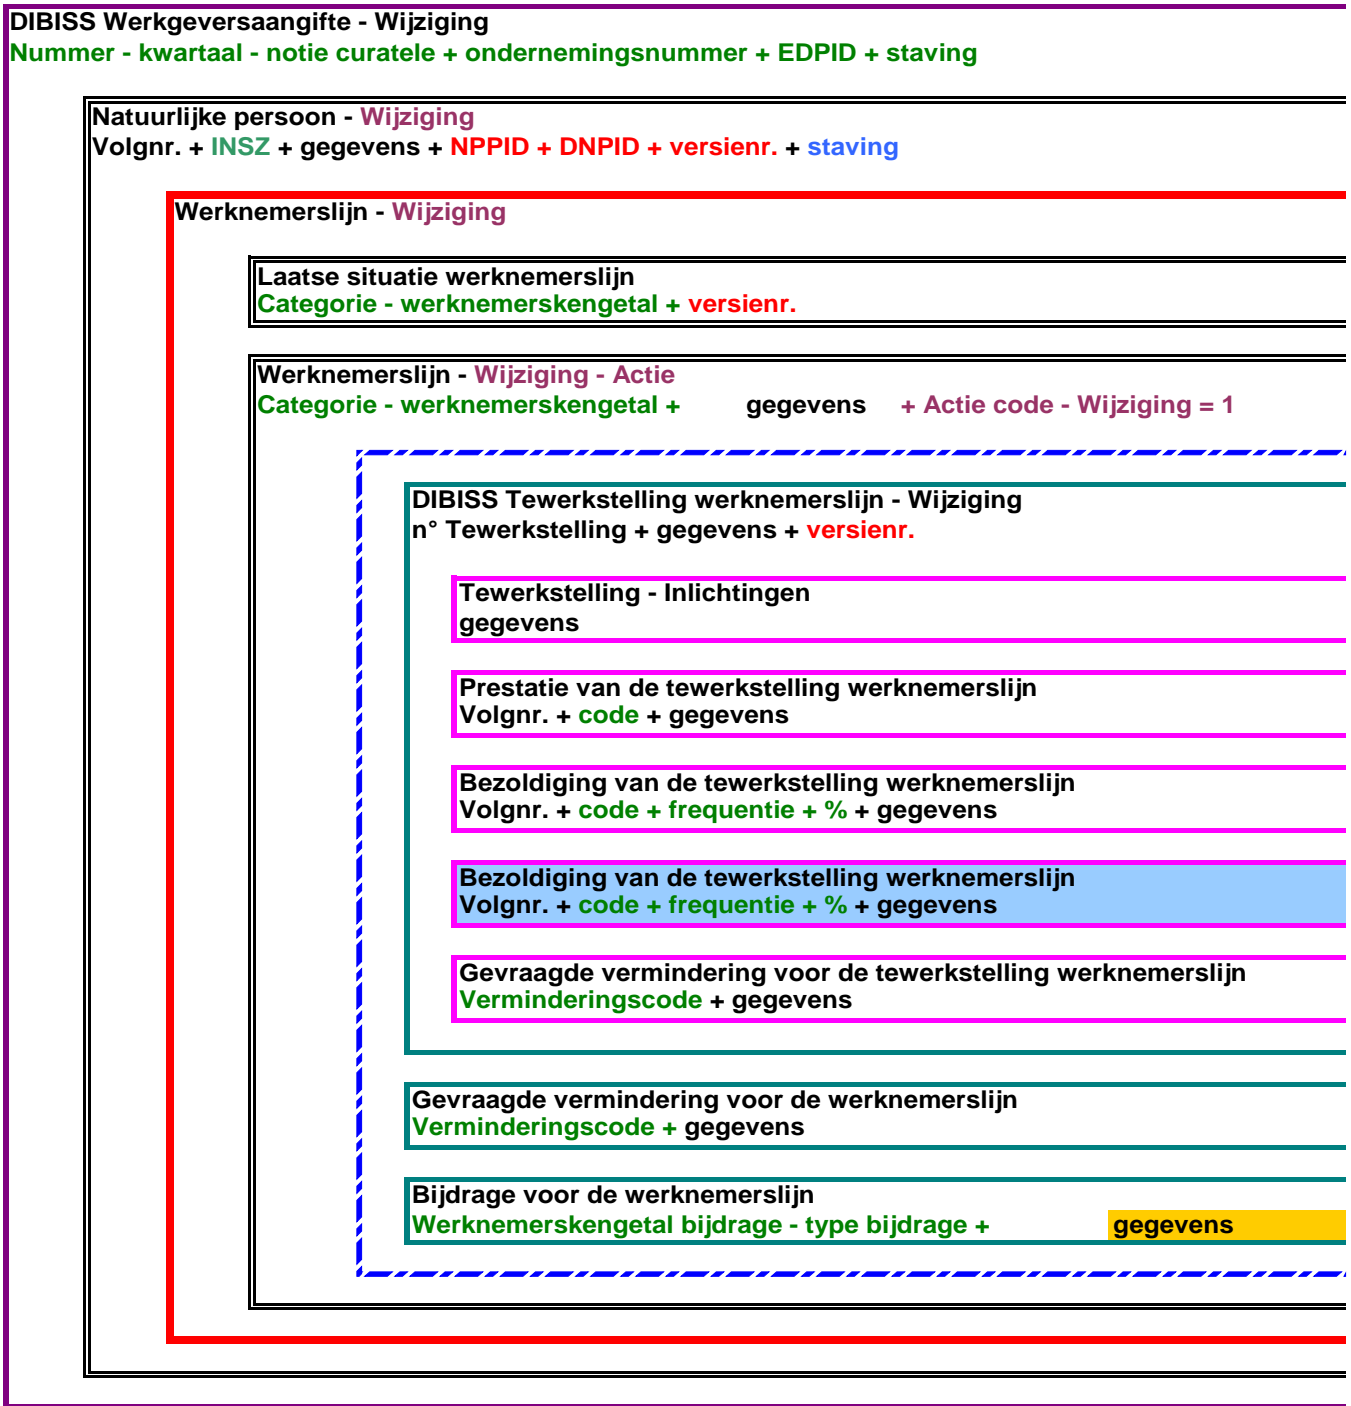 DIBISS Werkgeversaangifte - Wijziging
Nummer - kwartaal - notie curatele + ondernemingsnummer + EDPID + staving
Natuurlijke persoon - Wijziging
Volgnr. + INSZ + gegevens + NPPID + DNPID + versienr. + staving
Werknemerslijn - Wijziging
Laatse situatie werknemerslijn
Categorie - werknemerskengetal + versienr.
Werknemerslijn - Wijziging - Actie
Categorie - werknemerskengetal + gegevens + Actie code - Wijziging = 1
DIBISS Tewerkstelling werknemerslijn - Wijziging
n° Tewerkstelling + gegevens + versienr.
Tewerkstelling - Inlichtingen
gegevens
Prestatie van de tewerkstelling werknemerslijn
Volgnr. + code + gegevens
Bezoldiging van de tewerkstelling werknemerslijn
Volgnr. + code + frequentie + % + gegevens
Bezoldiging van de tewerkstelling werknemerslijn
Volgnr. + code + frequentie + % + gegevens
Gevraagde vermindering voor de tewerkstelling werknemerslijn
Verminderingscode + gegevens
Gevraagde vermindering voor de werknemerslijn
Verminderingscode + gegevens
Bijdrage voor de werknemerslijn
Werknemerskengetal bijdrage - type bijdrage + gegevens